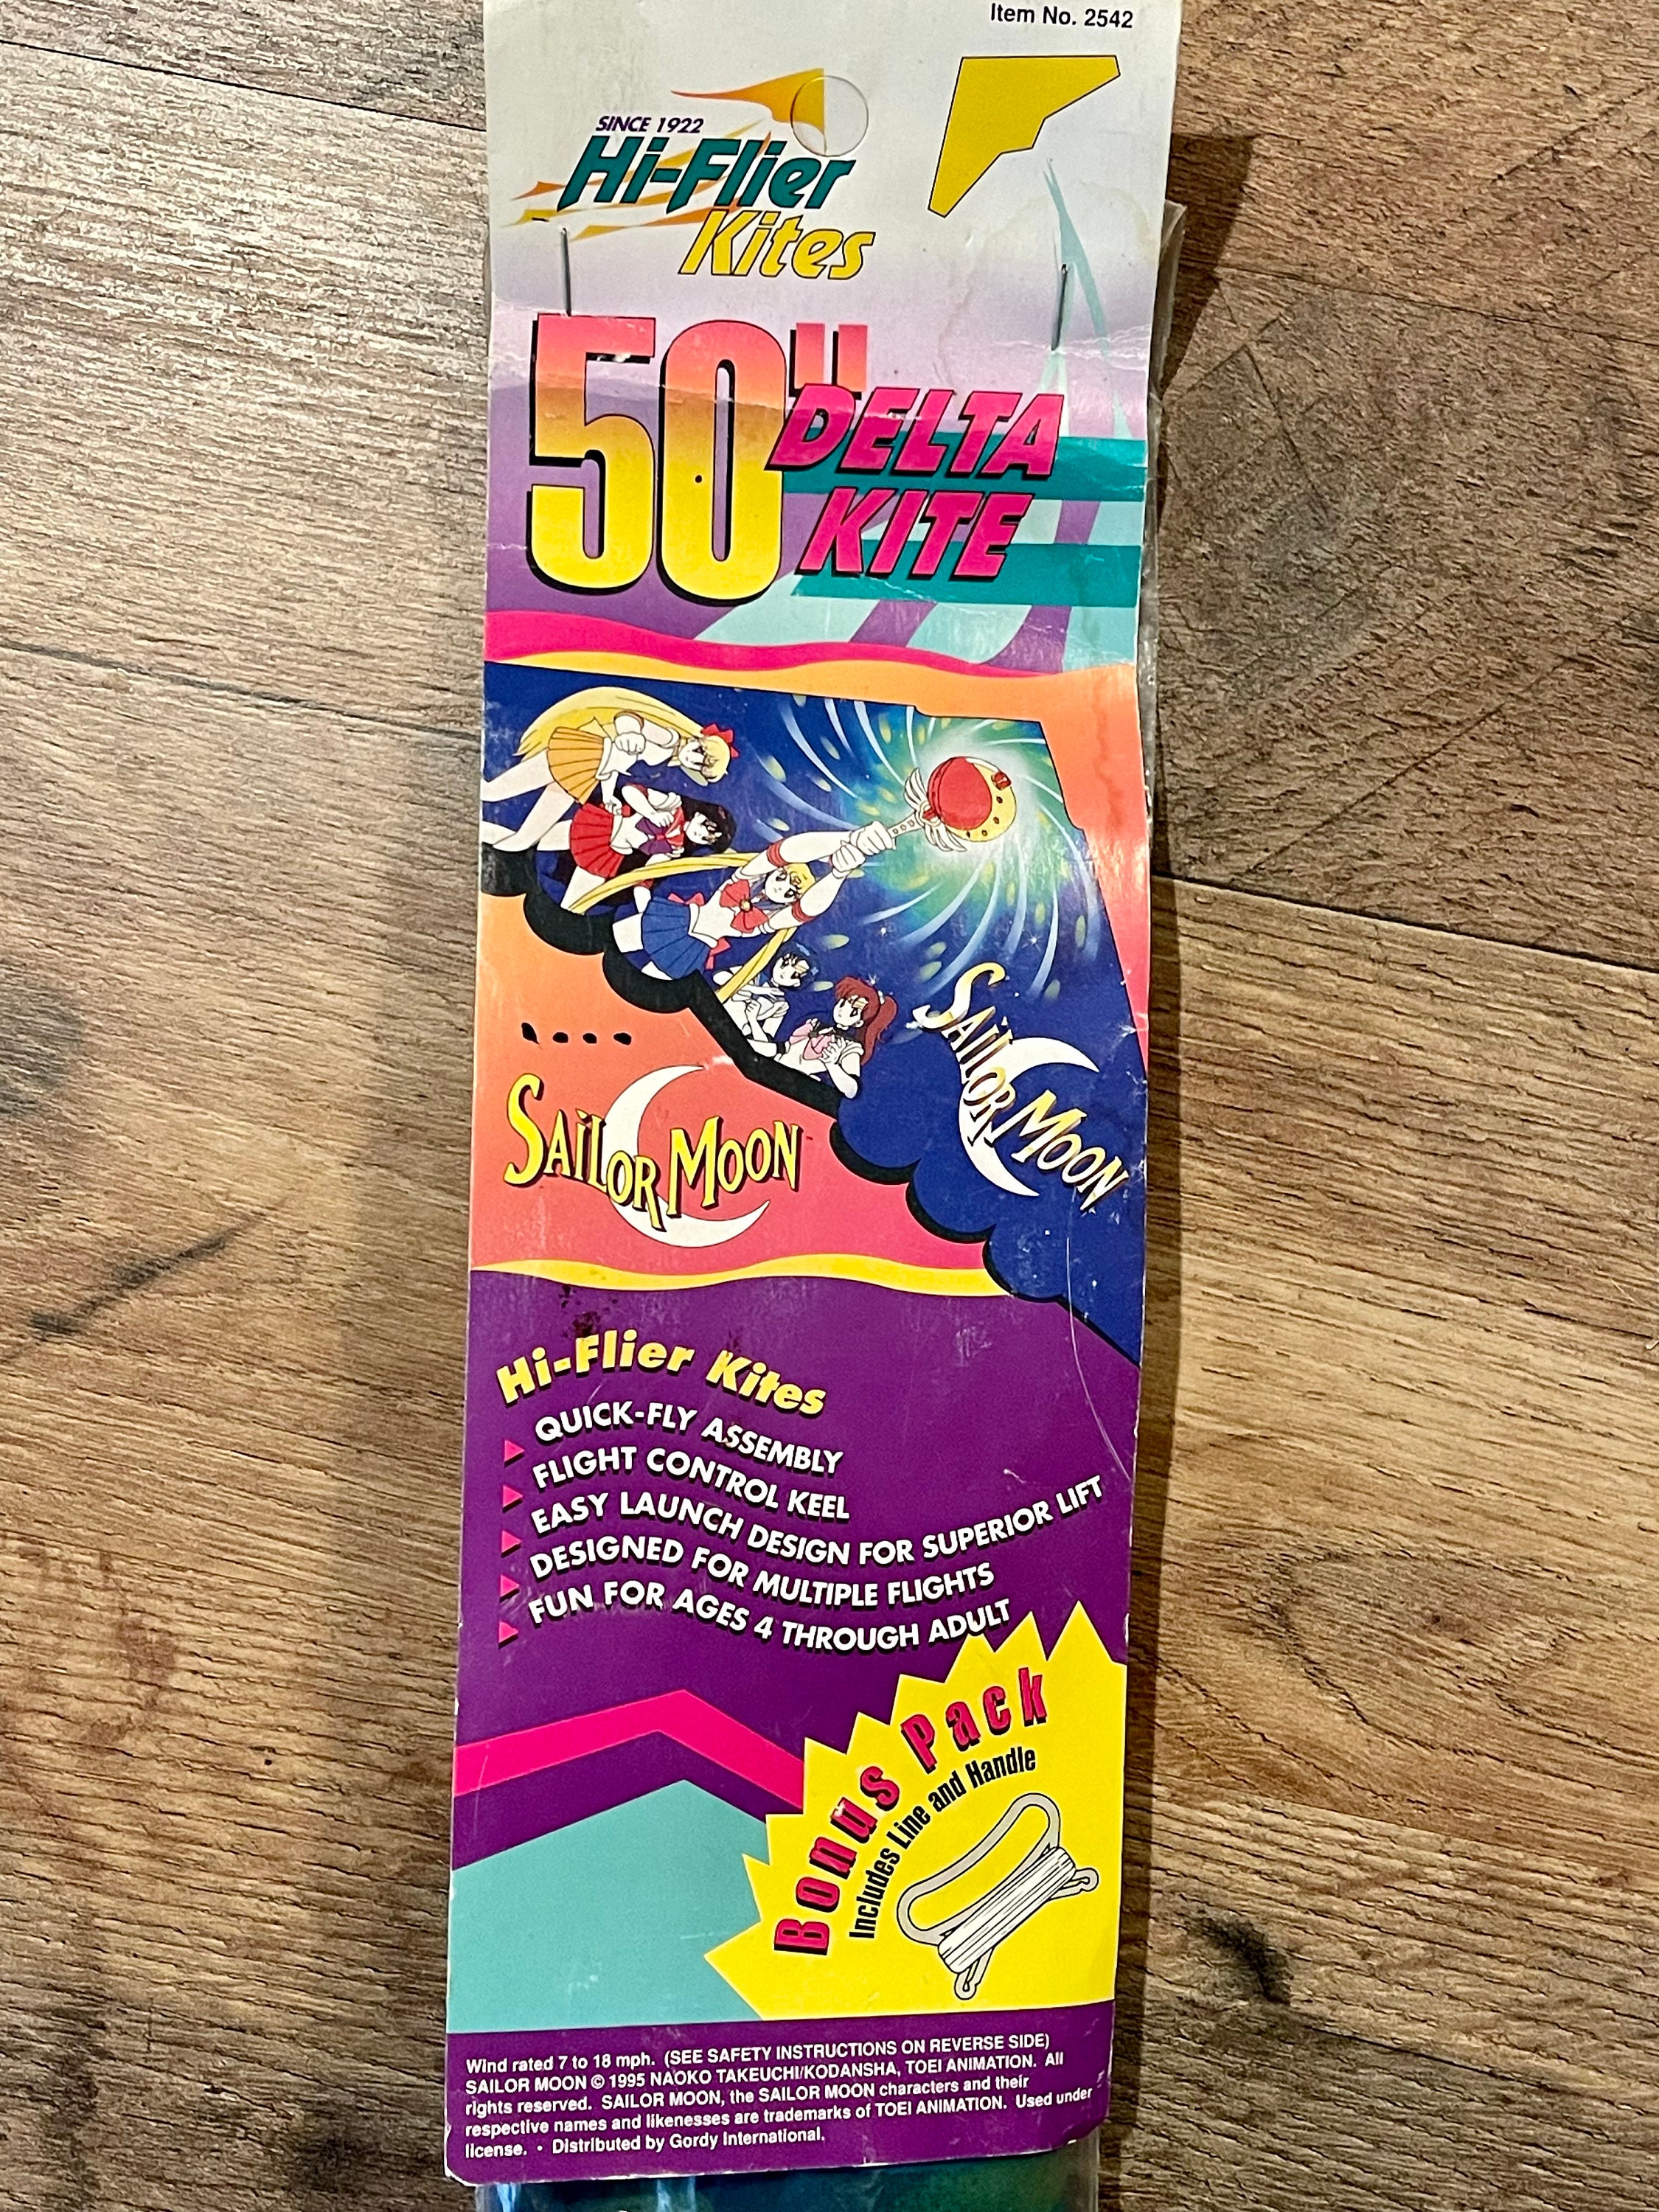 Item No. 2542
SINCE 1922
Hi-Flier
Kites
50"
DELTA
KITE
SAILOR MOON
SAILOR MOON
Hi-Flier Kites
QUICK-FLY ASSEMBLY
FLIGHT CONTROL KEEL
EASY LAUNCH DESIGN FOR SUPERIOR LIFT
DESIGNED FOR MULTIPLE FLIGHTS
FUN FOR AGES 4 THROUGH ADULT
Bonus Pack
Includes Line and Handle
Wind rated 7 to 18 mph. (SEE SAFETY INSTRUCTIONS ON REVERSE SIDE)
SAILOR MOON © 1995 NAOKO TAKEUCHI/KODANSHA, TOEI ANIMATION. All
rights reserved. SAILOR MOON, the SAILOR MOON characters and their
respective names and likenesses are trademarks of TOEI ANIMATION. Used under
license. • Distributed by Gordy International.